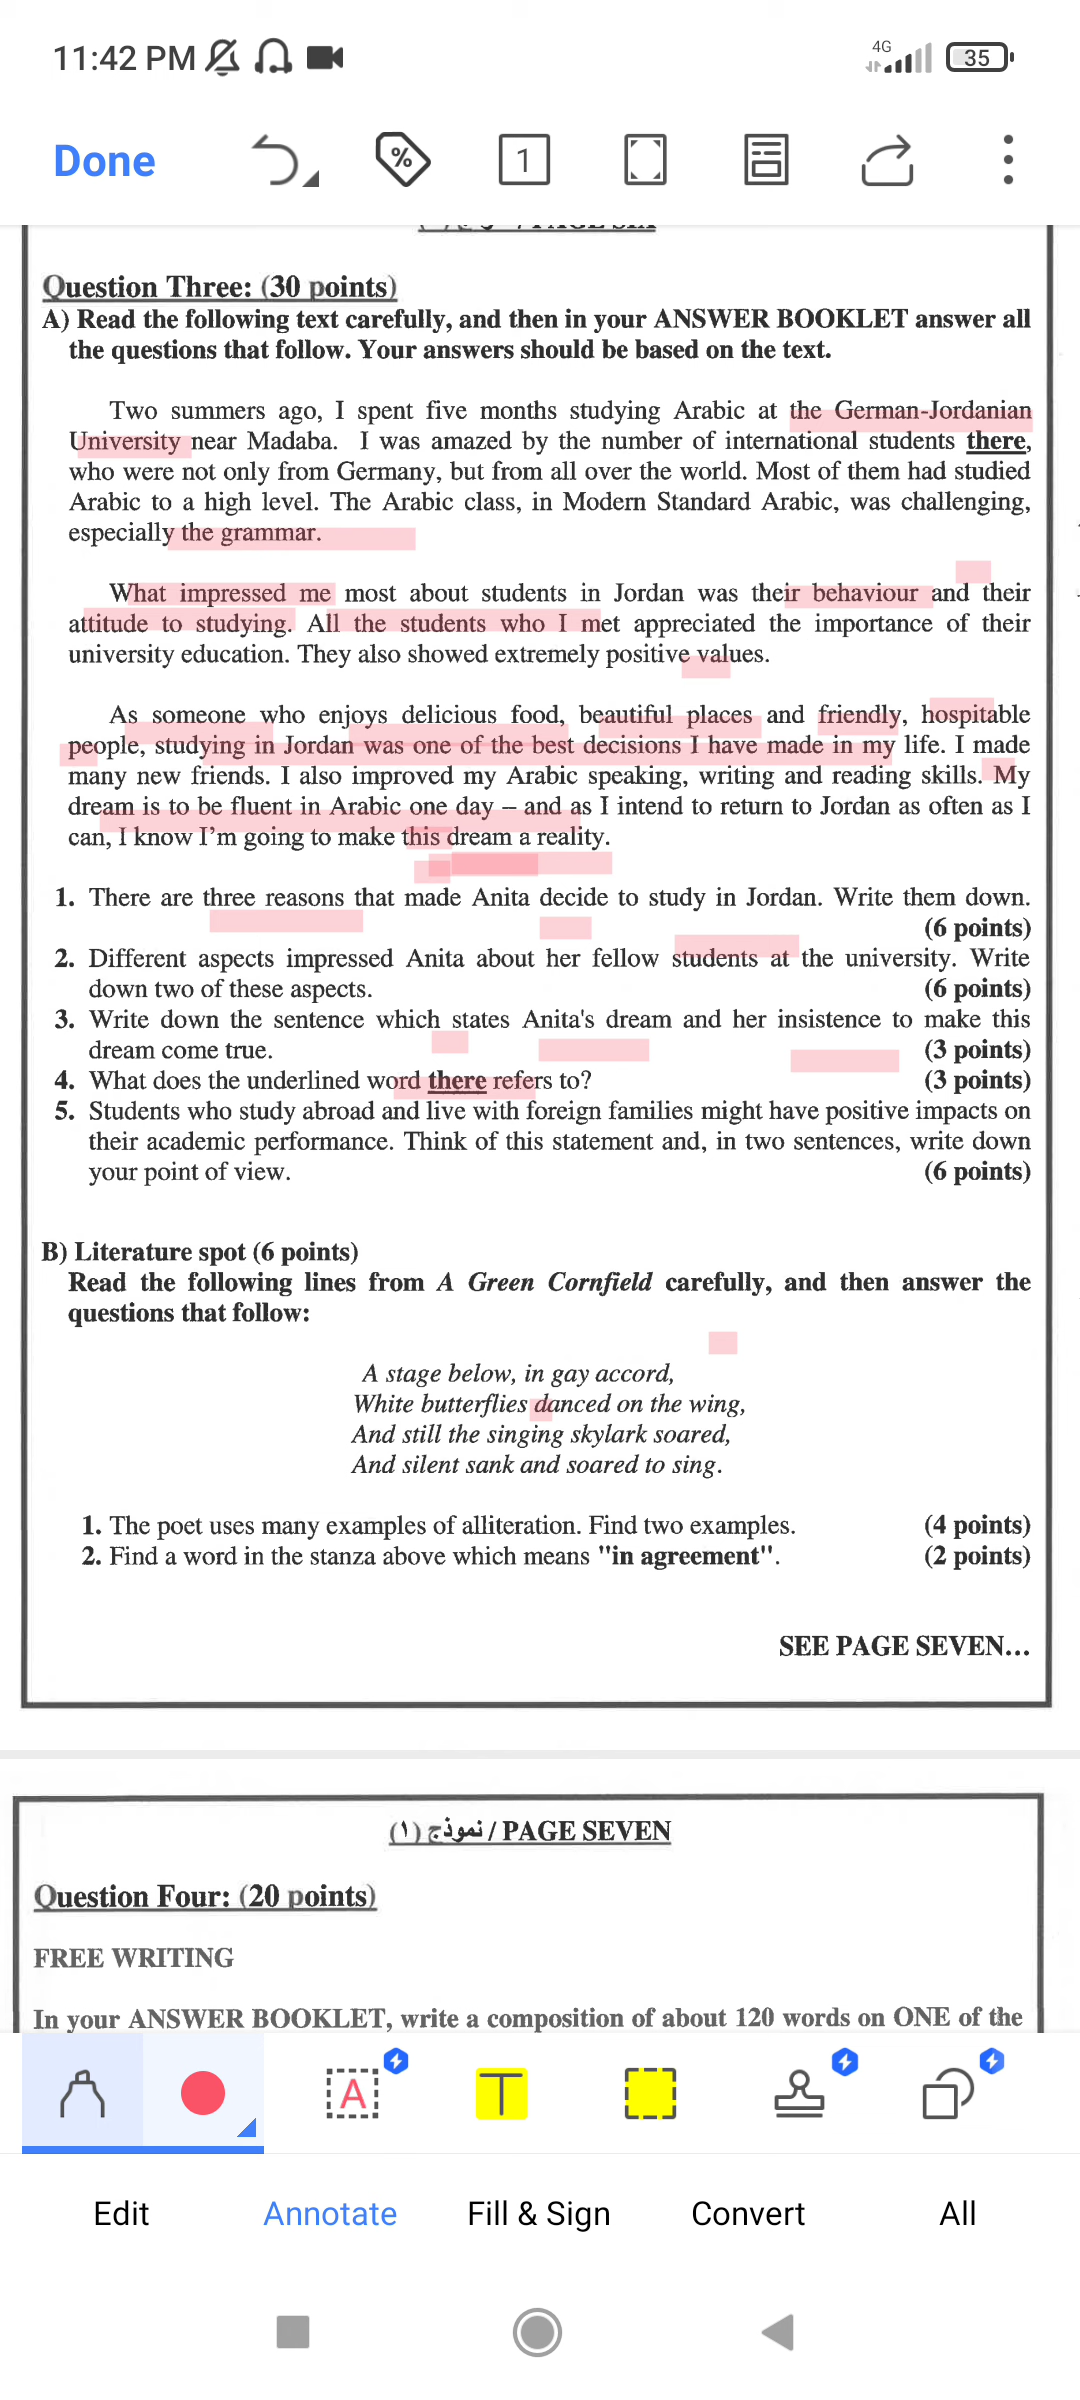 11:42 PM
4G
35
Done
%
1
PAGE SIX
Question Three: (30 points)
A) Read the following text carefully, and then in your ANSWER BOOKLET answer all
the questions that follow. Your answers should be based on the text.
Two summers ago, I spent five months studying Arabic at the German-Jordanian
University near Madaba. I was amazed by the number of international students there,
who were not only from Germany, but from all over the world. Most of them had studied
Arabic to a high level. The Arabic class, in Modern Standard Arabic, was challenging,
especially the grammar.
What impressed me most about students in Jordan was their behaviour and their
attitude to studying. All the students who I met appreciated the importance of their
university education. They also showed extremely positive values.
As someone who enjoys delicious food, beautiful places and friendly, hospitable
people, studying in Jordan was one of the best decisions I have made in my life. I made
many new friends. I also improved my Arabic speaking, writing and reading skills. My
dream is to be fluent in Arabic one day – and as I intend to return to Jordan as often as I
can, I know I'm going to make this dream a reality.
1. There are three reasons that made Anita decide to study in Jordan. Write them down.
(6 points)
2. Different aspects impressed Anita about her fellow students at the university. Write
down two of these aspects. (6 points)
3. Write down the sentence which states Anita's dream and her insistence to make this
dream come true. (3 points)
4. What does the underlined word there refers to? (3 points)
5. Students who study abroad and live with foreign families might have positive impacts on
their academic performance. Think of this statement and, in two sentences, write down
your point of view. (6 points)
B) Literature spot (6 points)
Read the following lines from A Green Cornfield carefully, and then answer the
questions that follow:
A stage below, in gay accord,
White butterflies danced on the wing,
And still the singing skylark soared,
And silent sank and soared to sing.
1. The poet uses many examples of alliteration. Find two examples. (4 points)
2. Find a word in the stanza above which means "in agreement". (2 points)
SEE PAGE SEVEN...
PAGE SEVEN / نموذج (١)
Question Four: (20 points)
FREE WRITING
In your ANSWER BOOKLET, write a composition of about 120 words on ONE of the
A
T
Edit
Annotate
Fill & Sign
Convert
All